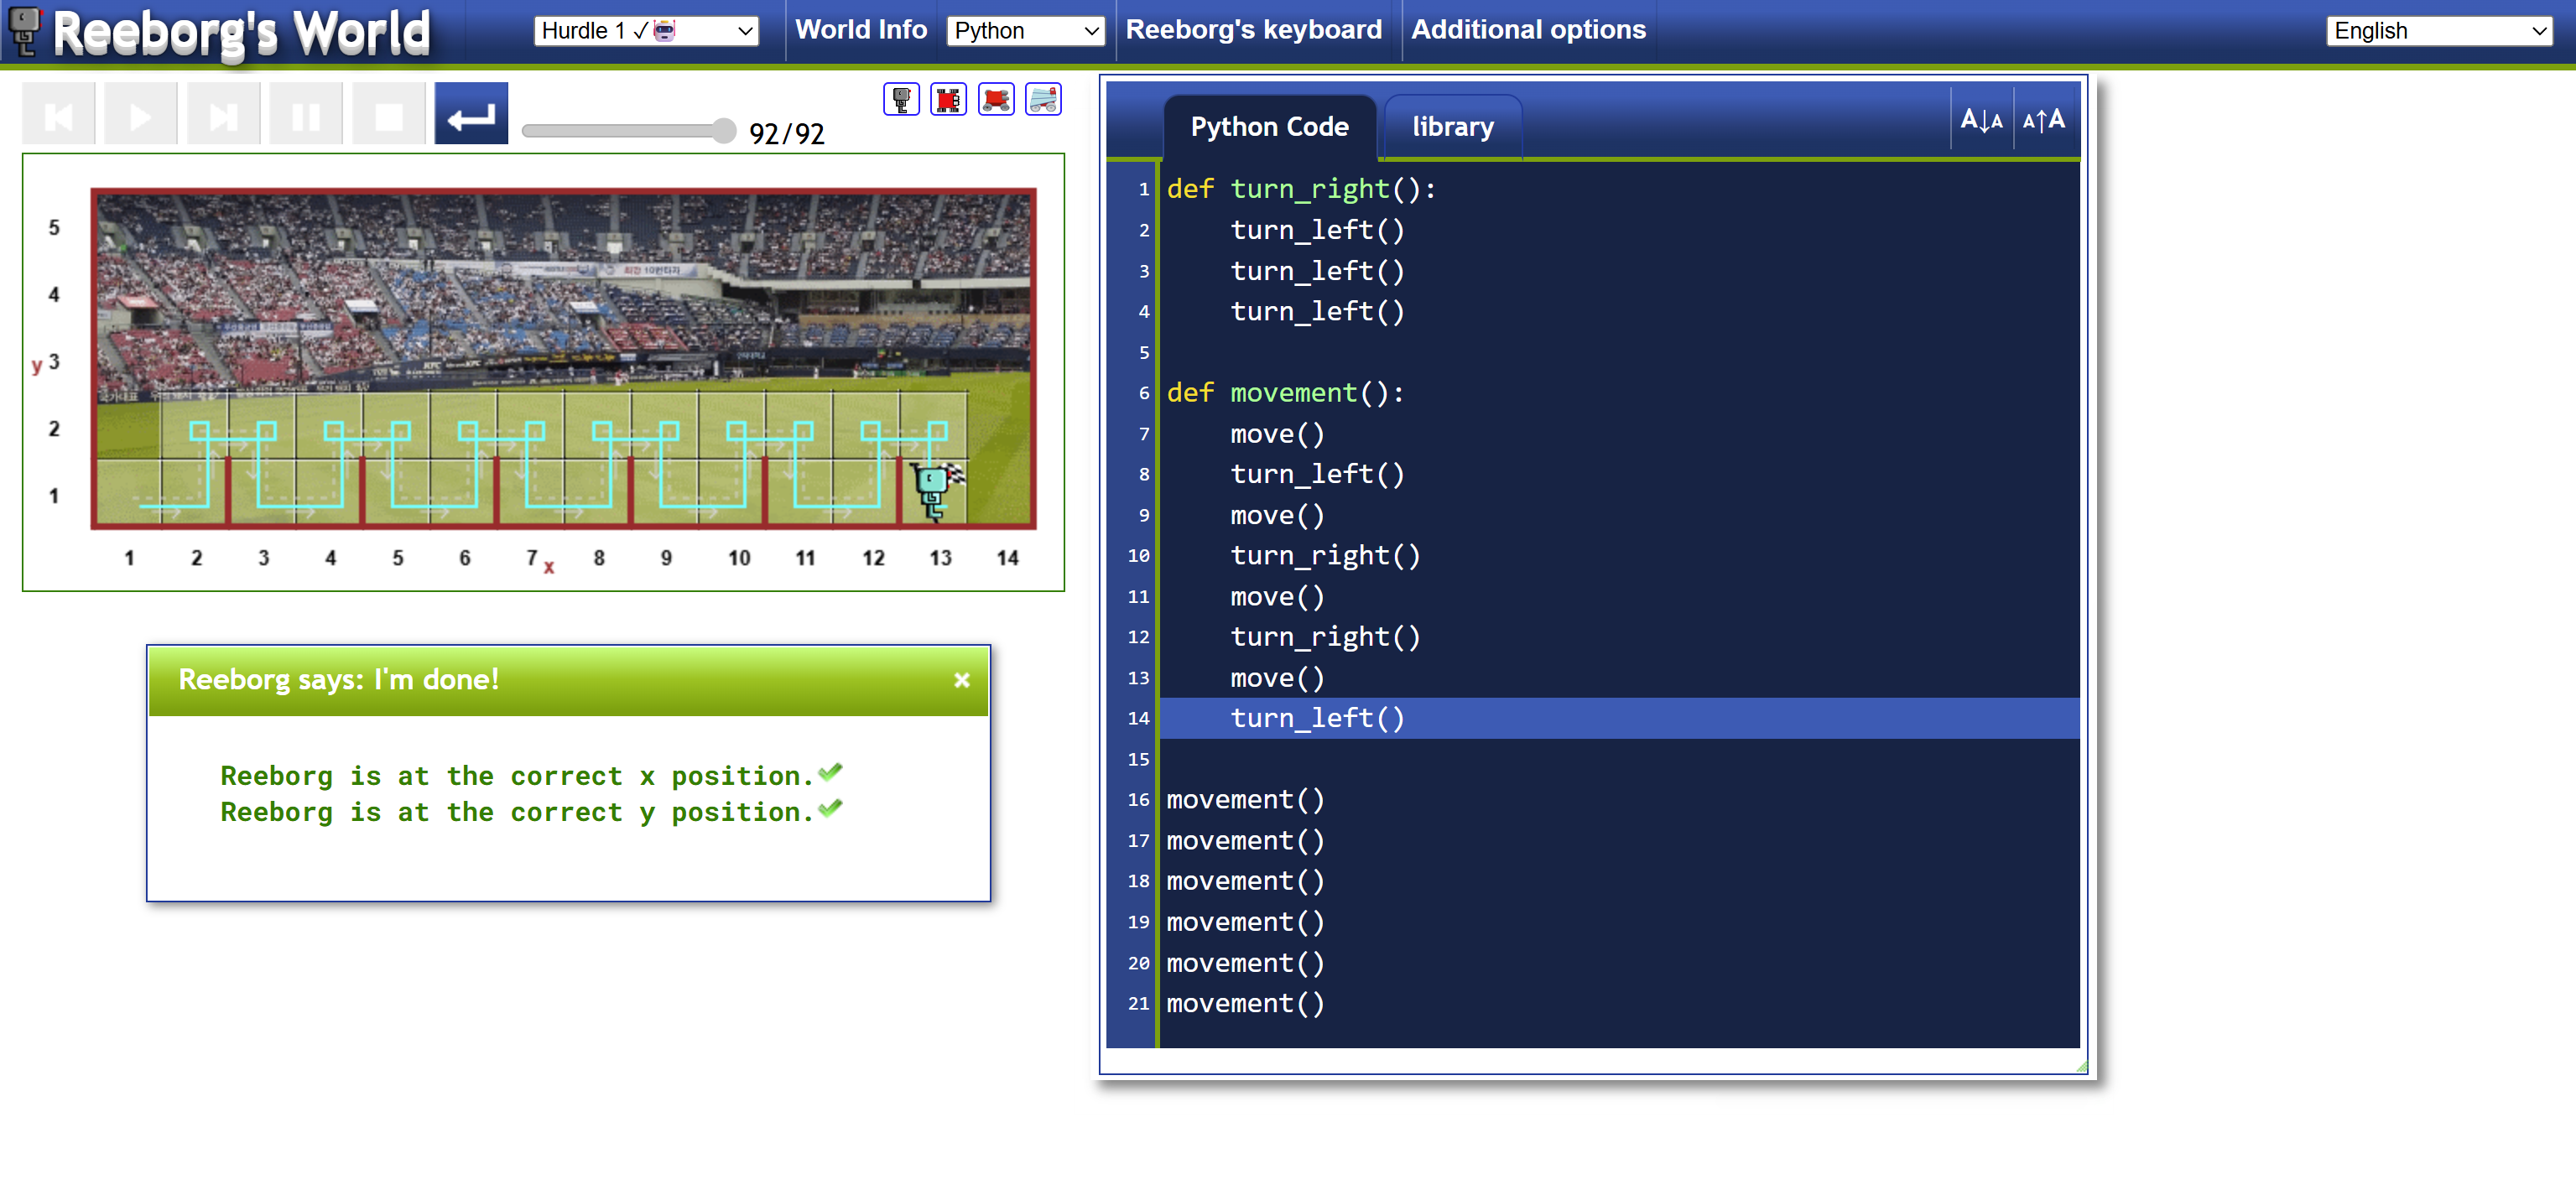 Reeborg's World
Hurdle 1 ✓
World Info
Python
Reeborg's keyboard
Additional options
English
92/92
Python Code
library
A↓A
A↑A
5
4
y 3
2
1
1 2 3 4 5 6 7 8 9 10 11 12 13 14
x
Reeborg says: I'm done!
×
Reeborg is at the correct x position.
Reeborg is at the correct y position.
1 def turn_right():
2     turn_left()
3     turn_left()
4     turn_left()
5
6 def movement():
7     move()
8     turn_left()
9     move()
10     turn_right()
11     move()
12     turn_right()
13     move()
14     turn_left()
15
16 movement()
17 movement()
18 movement()
19 movement()
20 movement()
21 movement()